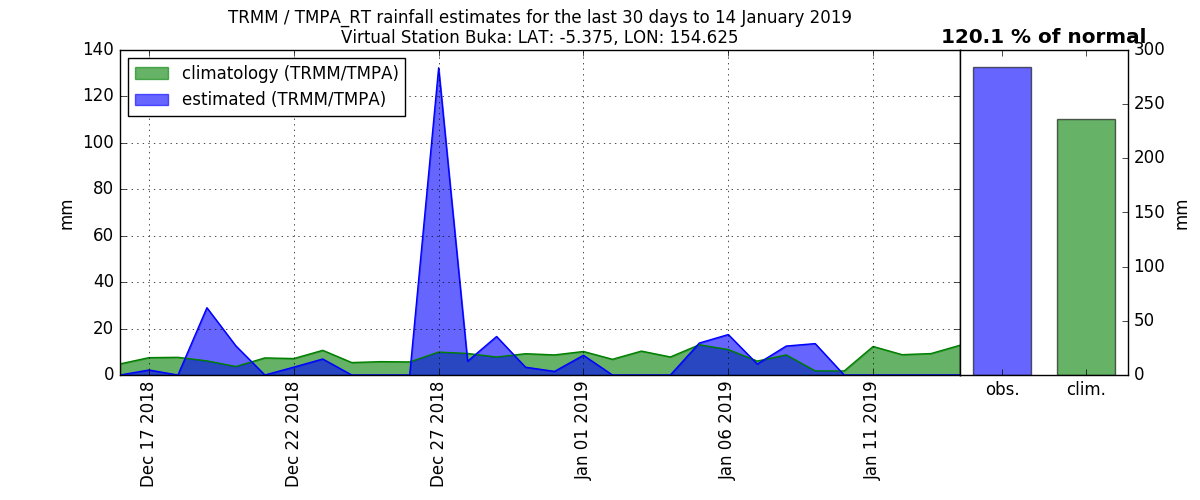 TRMM / TMPA_RT rainfall estimates for the last 30 days to 14 January 2019
Virtual Station Buka: LAT: -5.375, LON: 154.625
120.1 % of normal
climatology (TRMM/TMPA)
estimated (TRMM/TMPA)
mm
140
120
100
80
60
40
20
0
Dec 17 2018
Dec 22 2018
Dec 27 2018
Jan 01 2019
Jan 06 2019
Jan 11 2019
obs.
clim.
300
250
200
150
100
50
0
mm